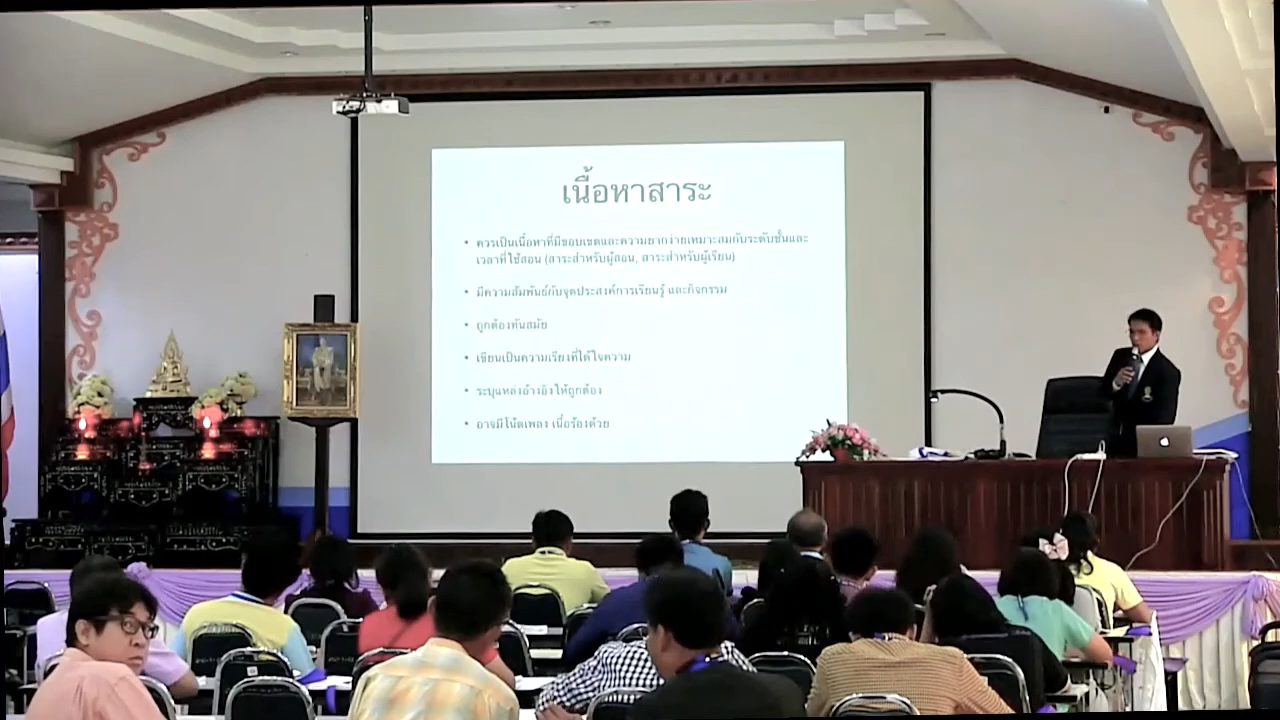 เนื้อหาสาระ
• ควรเป็นเนื้อหาที่มีขอบเขตและความยากง่ายเหมาะสมกับระดับชั้นและ
เวลาที่ใช้สอน (สาระสำหรับผู้สอน, สาระสำหรับผู้เรียน)
• มีความสัมพันธ์กับจุดประสงค์การเรียนรู้ และกิจกรรม
• ถูกต้องทันสมัย
• เขียนเป็นความเรียงที่ได้ใจความ
• ระบุแหล่งอ้างอิงให้ถูกต้อง
• อาจมีโน้ตเพลง เนื้อร้องด้วย